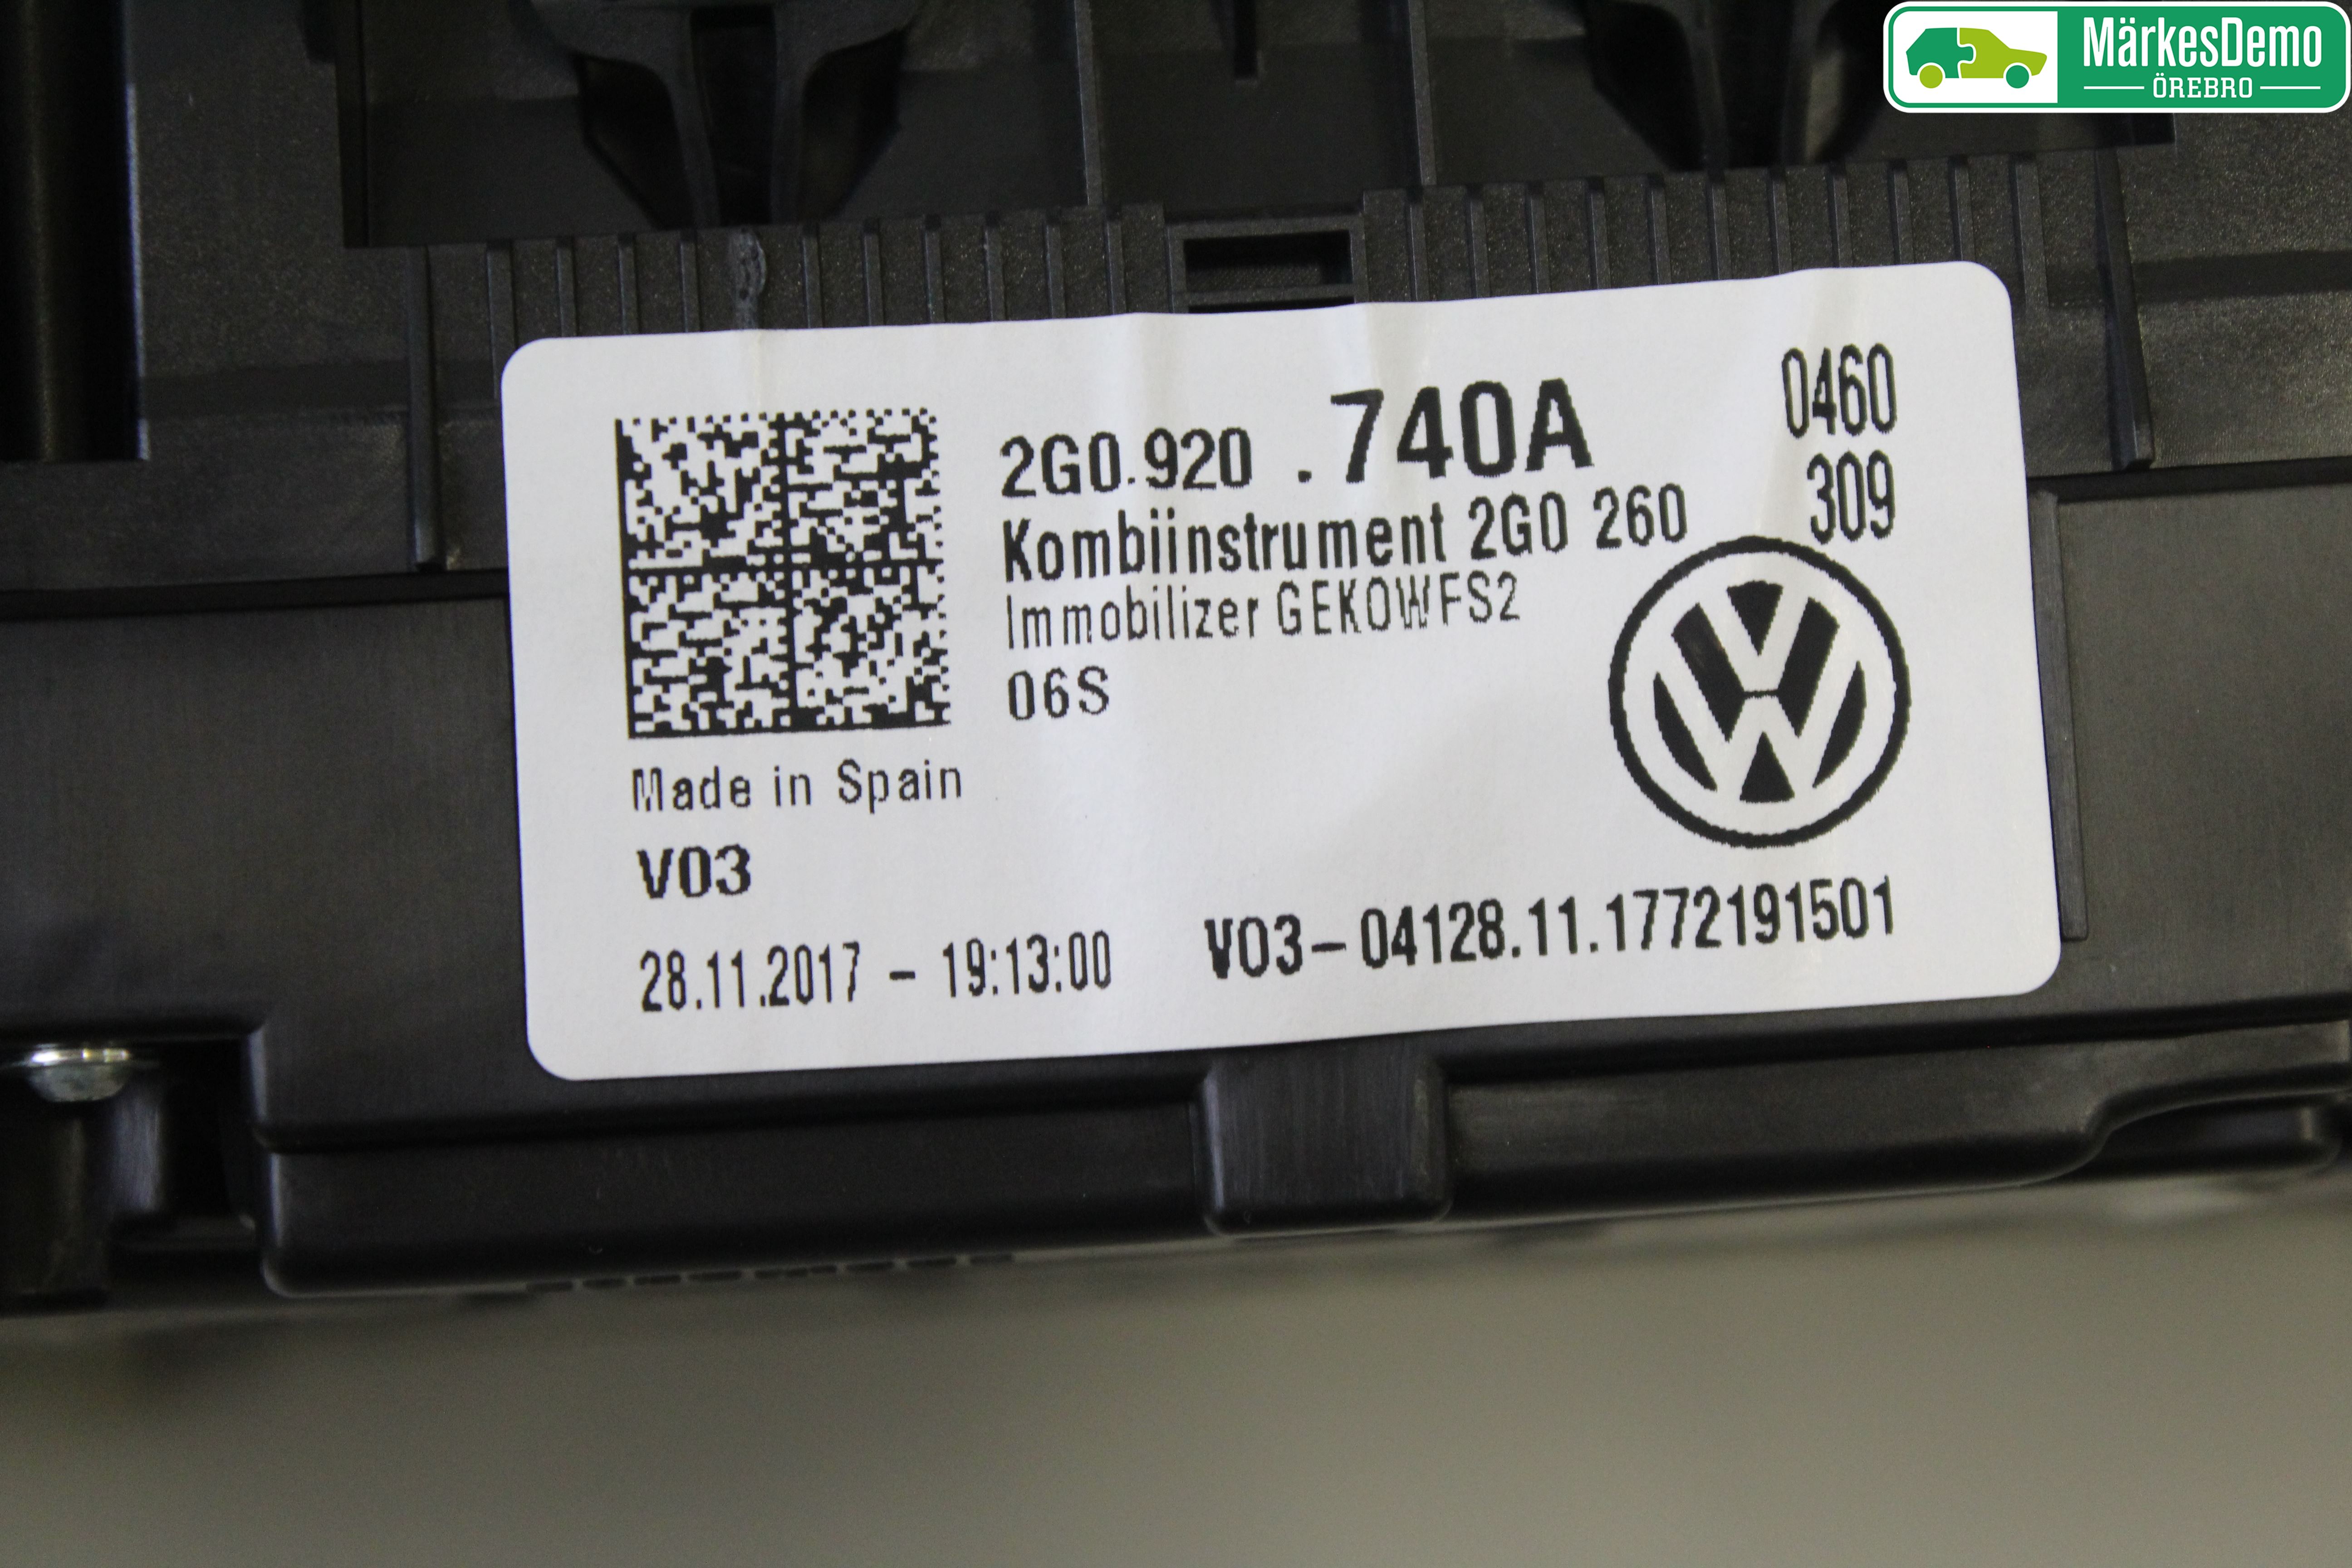 MärkesDemo
ÖREBRO
2G0.920 .740A
0460
309
Kombiinstrument 2G0 260
Immobilizer GEKOWFS2
06S
Made in Spain
V03
28.11.2017 - 19:13:00
V03-04128.11.1772191501